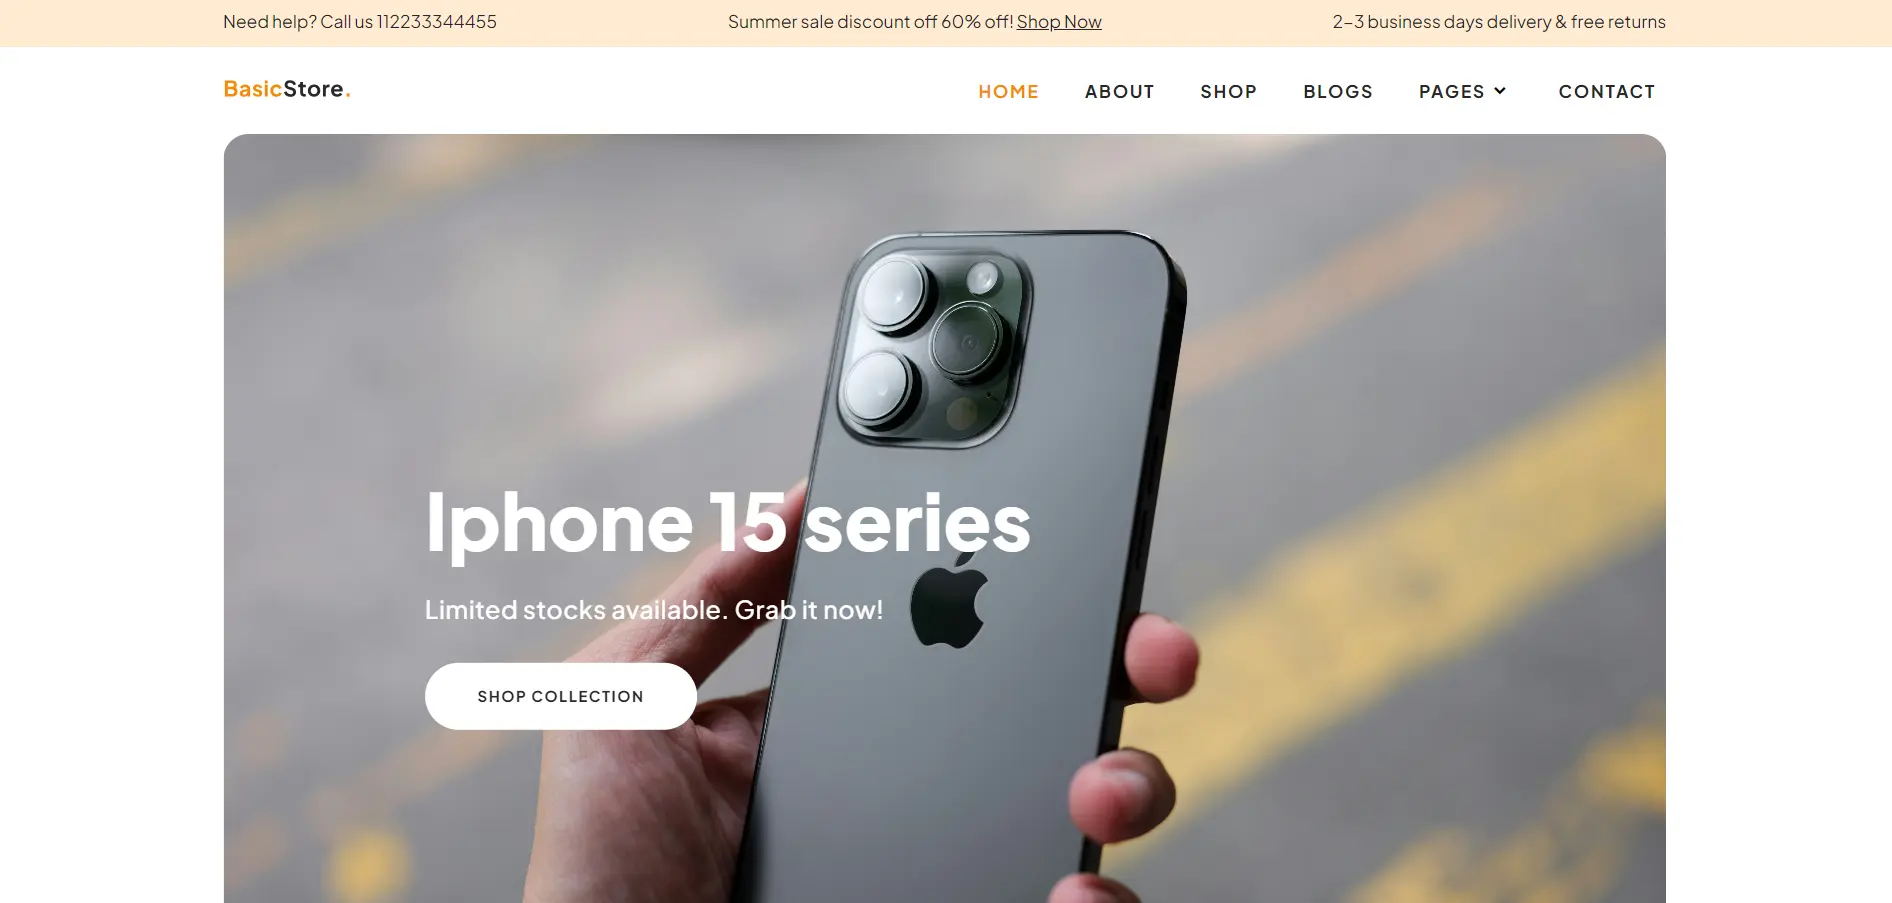 Need help? Call us 112233344455
Summer sale discount off 60% off! Shop Now
2-3 business days delivery & free returns
BasicStore.
HOME
ABOUT
SHOP
BLOGS
PAGES
CONTACT
Iphone 15 series
Limited stocks available. Grab it now!
SHOP COLLECTION